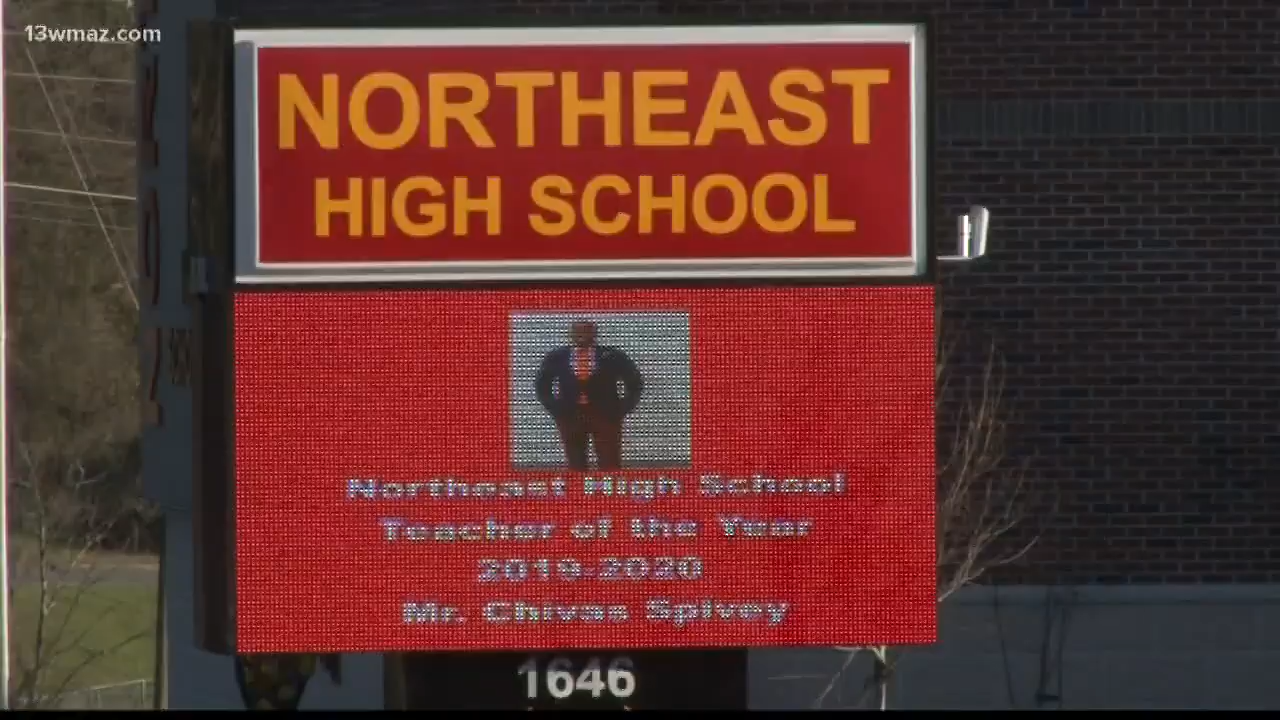 13wmaz.com
NORTHEAST
HIGH SCHOOL
Northeast High School
Teacher of the Year
2019-2020
Mr. Chivas Spivey
1646